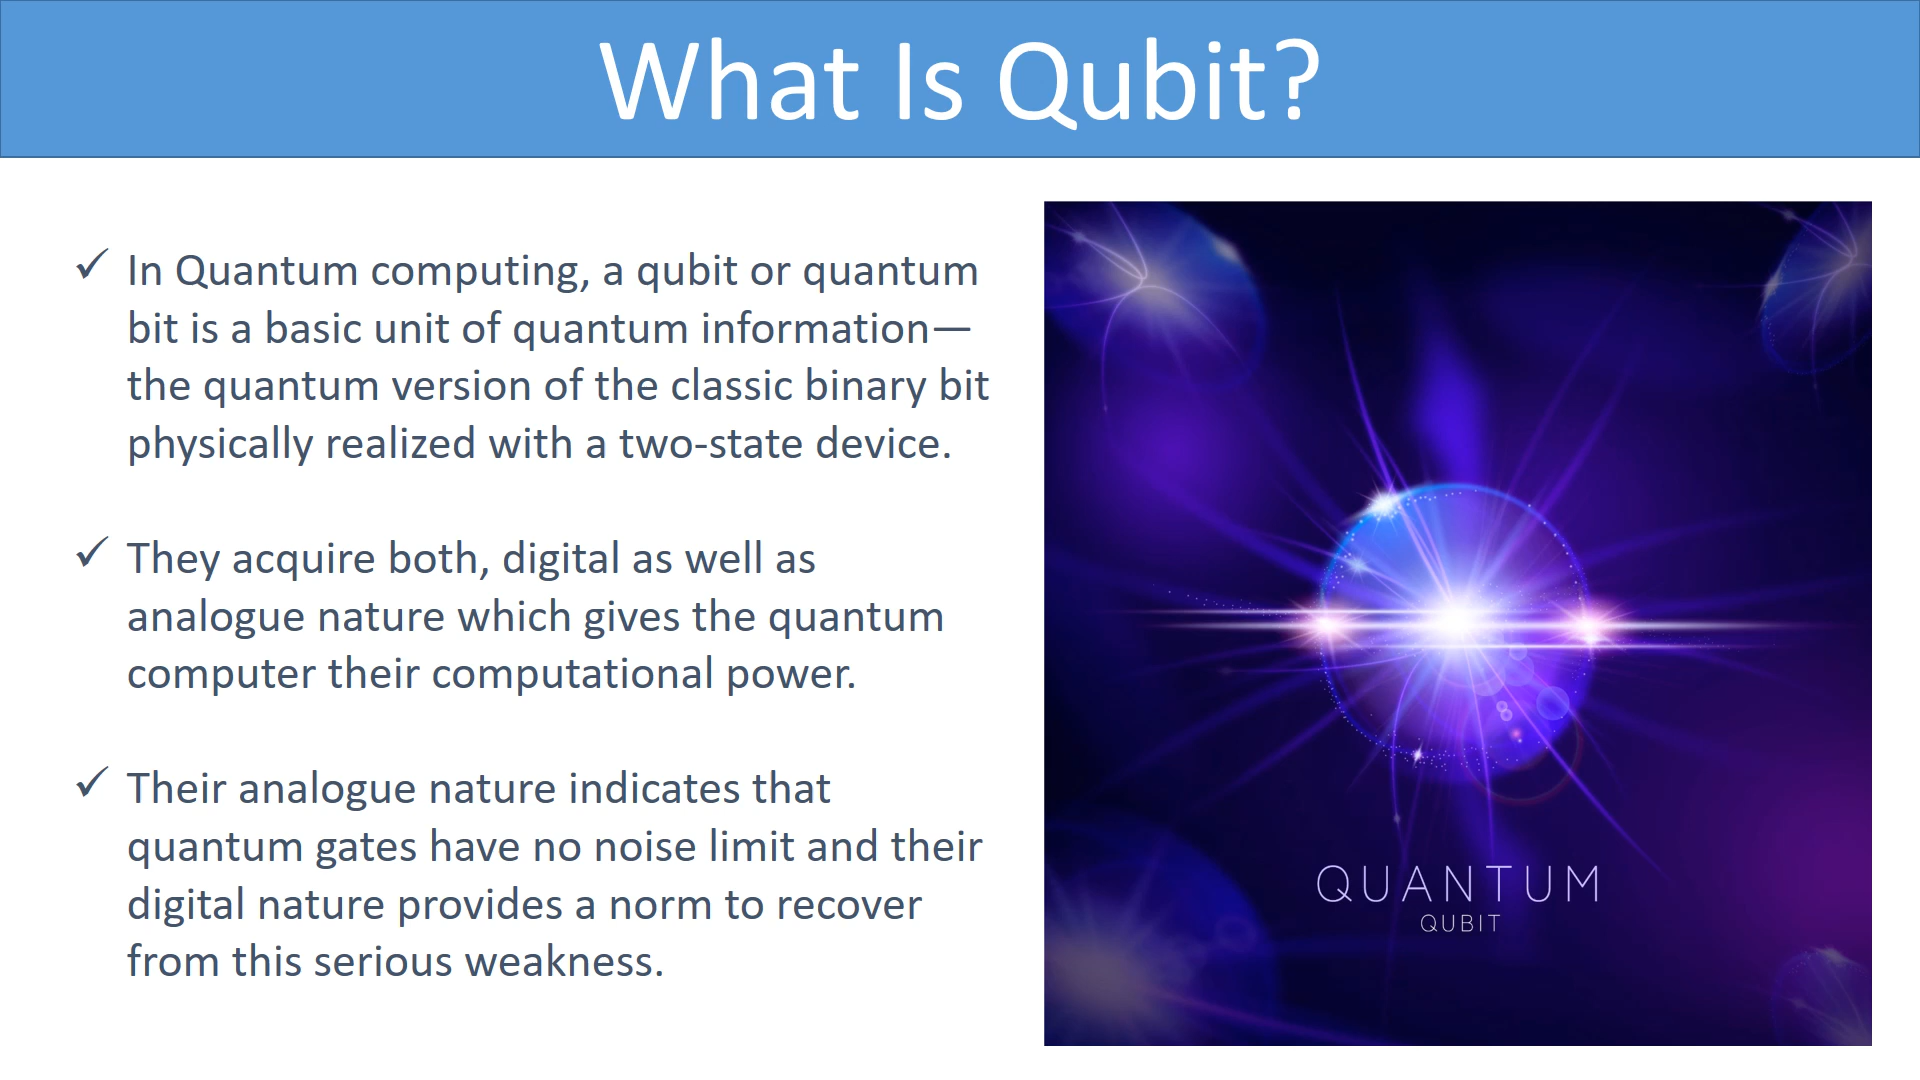 What Is Qubit?
✓ In Quantum computing, a qubit or quantum
bit is a basic unit of quantum information—
the quantum version of the classic binary bit
physically realized with a two-state device.
✓ They acquire both, digital as well as
analogue nature which gives the quantum
computer their computational power.
✓ Their analogue nature indicates that
quantum gates have no noise limit and their
digital nature provides a norm to recover
from this serious weakness.
QUANTUM
QUBIT